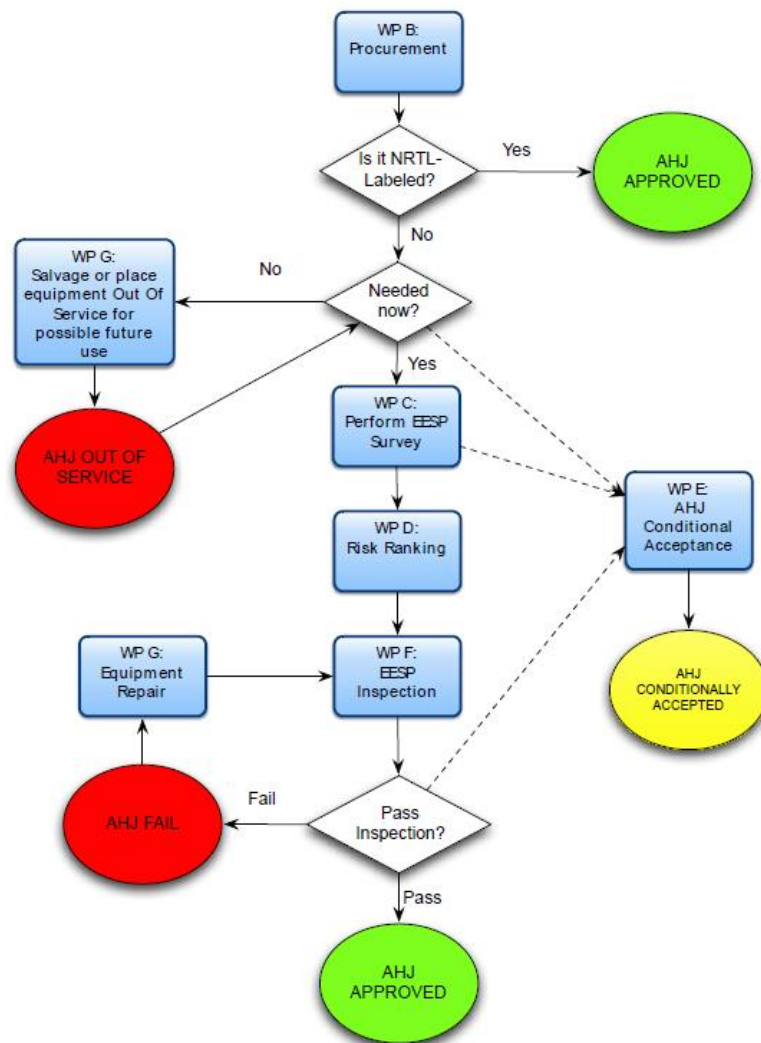 WP B:
Procurement
Is it NRTL-
Labeled?
Yes
AHJ
APPROVED
No
WP G:
Salvage or place
equipment Out Of
Service for
possible future
use
No
Needed
now?
Yes
AHJ OUT OF
SERVICE
WP C:
Perform EESP
Survey
WP E:
AHJ
Conditional
Acceptance
WP D:
Risk Ranking
WP G:
Equipment
Repair
WP F:
EESP
Inspection
AHJ
CONDITIONALLY
ACCEPTED
AHJ FAIL
Fail
Pass
Inspection?
Pass
AHJ
APPROVED